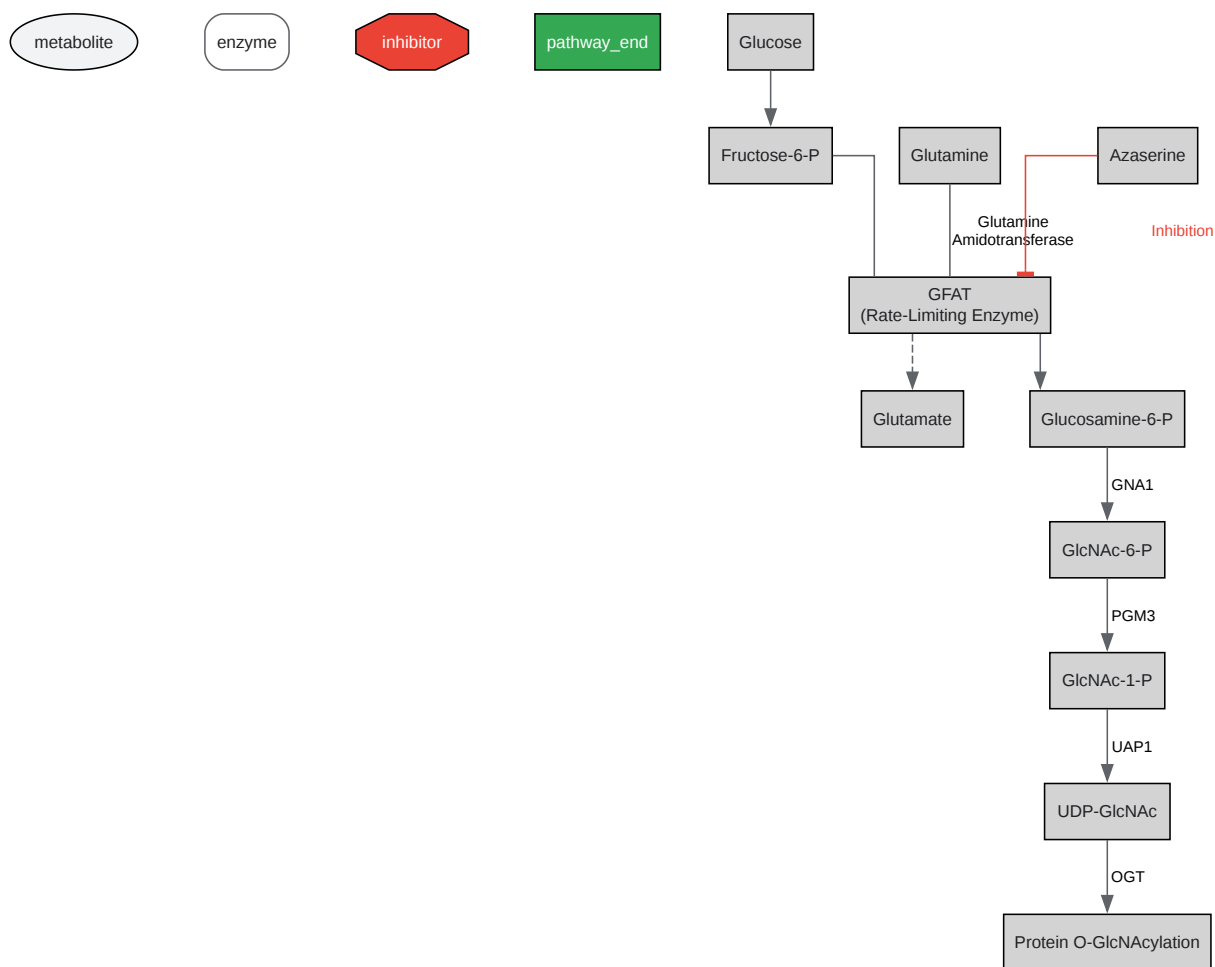 metabolite
enzyme
inhibitor
pathway_end
Glucose
Fructose-6-P
Glutamine
Azaserine
Glutamine
Amidotransferase
Inhibition
GFAT
(Rate-Limiting Enzyme)
Glutamate
Glucosamine-6-P
GNA1
GlcNAc-6-P
PGM3
GlcNAc-1-P
UAP1
UDP-GlcNAc
OGT
Protein O-GlcNAcylation